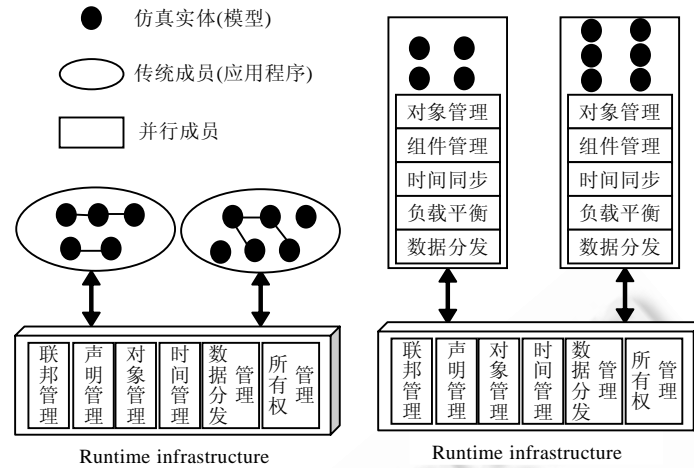 仿真实体(模型)
传统成员(应用程序)
并行成员
联邦管理
声明管理
对象管理
时间管理
数据分发管理
所有权管理
Runtime infrastructure
对象管理
组件管理
时间同步
负载平衡
数据分发
对象管理
组件管理
时间同步
负载平衡
数据分发
联邦管理
声明管理
对象管理
时间管理
数据分发管理
所有权管理
Runtime infrastructure